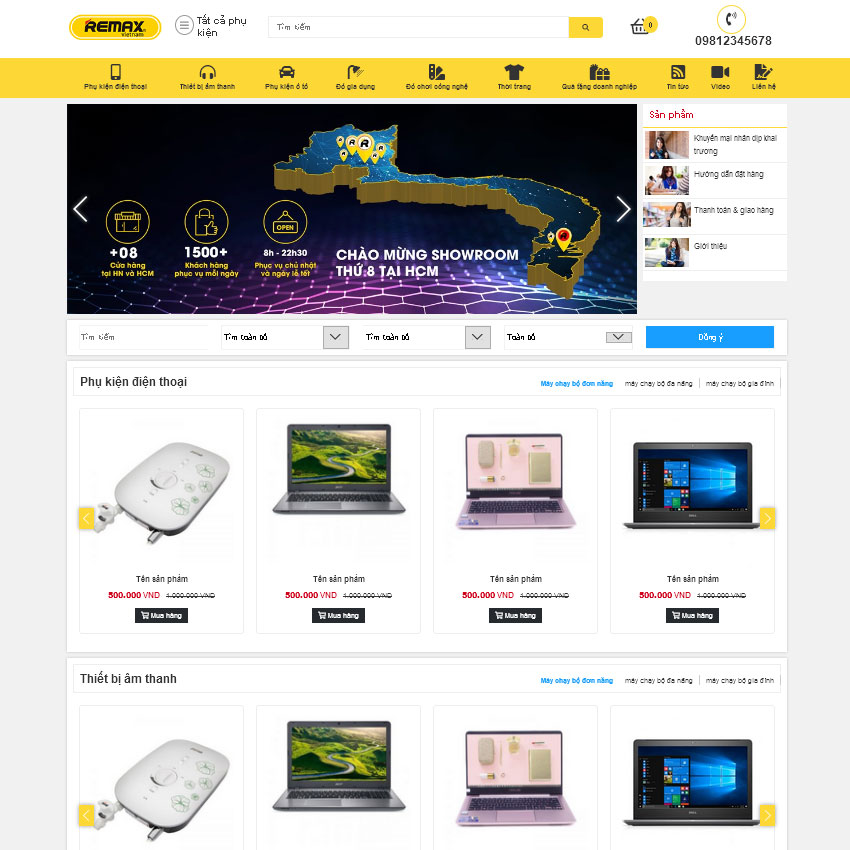 REMAX
Vietnam
Tất cả phụ
kiện
Tìm kiếm
0
09812345678
Phụ kiện điện thoại
Thiết bị âm thanh
Phụ kiện ô tô
Đồ gia dụng
Đồ chơi công nghệ
Thời trang
Quà tặng doanh nghiệp
Tin tức
Video
Liên hệ
+08
Cửa hàng
tại HN và HCM
1500+
Khách hàng
phục vụ mỗi ngày
OPEN
8h - 22h30
Phục vụ chủ nhật
và ngày lễ tết
CHÀO MỪNG SHOWROOM
THỨ 8 TẠI HCM
Sản phẩm
Khuyến mại nhân dịp khai
trương
Hướng dẫn đặt hàng
Thanh toán & giao hàng
Giới thiệu
Tìm kiếm
Tìm toàn bộ
Tìm toàn bộ
Toàn bộ
Đồng ý
Phụ kiện điện thoại
Máy chạy bộ đơn năng
máy chạy bộ đa năng
máy chạy bộ gia đình
Tên sản phẩm
500.000 VND 1.000.000 VND
Mua hàng
Tên sản phẩm
500.000 VND 1.000.000 VND
Mua hàng
Tên sản phẩm
500.000 VND 1.000.000 VND
Mua hàng
Tên sản phẩm
500.000 VND 1.000.000 VND
Mua hàng
Thiết bị âm thanh
Máy chạy bộ đơn năng
máy chạy bộ đa năng
máy chạy bộ gia đình